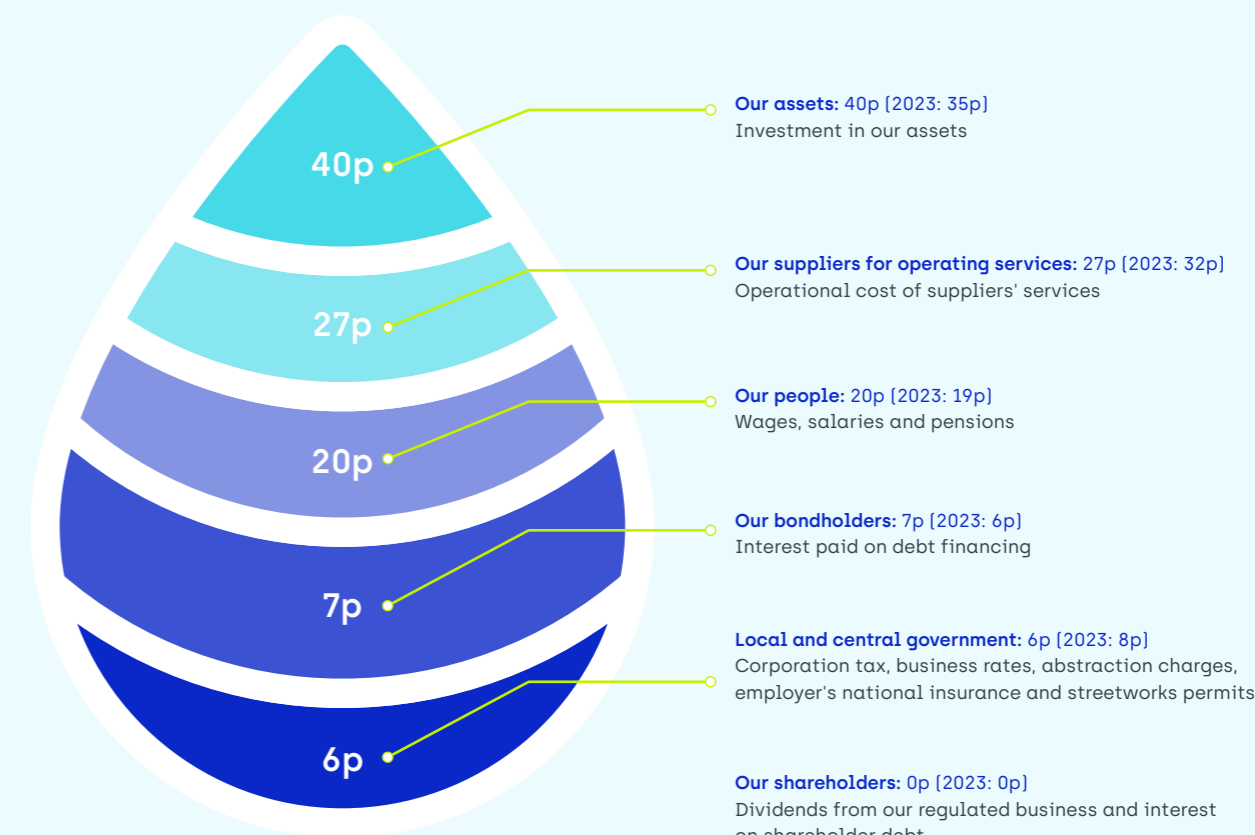 40p
Our assets: 40p (2023: 35p)
Investment in our assets
27p
Our suppliers for operating services: 27p (2023: 32p)
Operational cost of suppliers' services
20p
Our people: 20p (2023: 19p)
Wages, salaries and pensions
7p
Our bondholders: 7p (2023: 6p)
Interest paid on debt financing
6p
Local and central government: 6p (2023: 8p)
Corporation tax, business rates, abstraction charges,
employer's national insurance and streetworks permits
Our shareholders: 0p (2023: 0p)
Dividends from our regulated business and interest
on shareholder debt